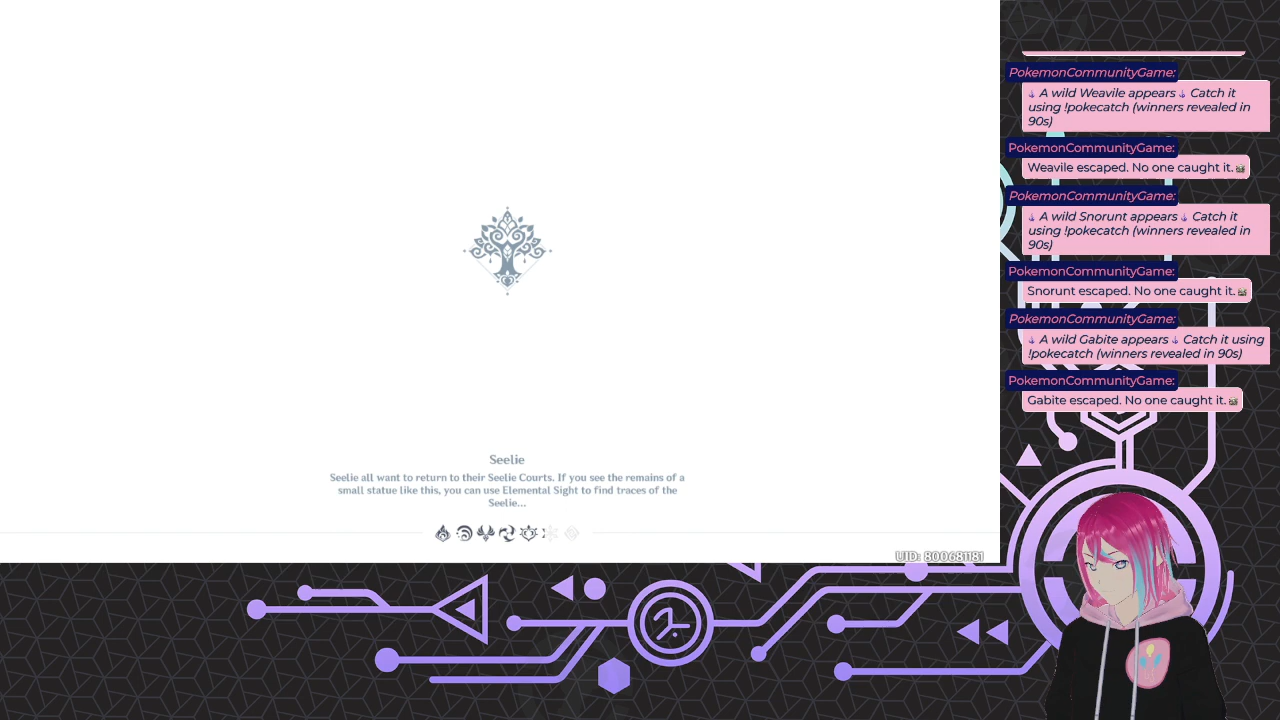 Seelie
Seelie all want to return to their Seelie Courts. If you see the remains of a
small statue like this, you can use Elemental Sight to find traces of the
Seelie...
UID: 800681181
PokemonCommunityGame:
A wild Weavile appears Catch it
using !pokecatch (winners revealed in
90s)
PokemonCommunityGame:
Weavile escaped. No one caught it.
PokemonCommunityGame:
A wild Snorunt appears Catch it
using !pokecatch (winners revealed in
90s)
PokemonCommunityGame:
Snorunt escaped. No one caught it.
PokemonCommunityGame:
A wild Gabite appears Catch it using
!pokecatch (winners revealed in 90s)
PokemonCommunityGame:
Gabite escaped. No one caught it.